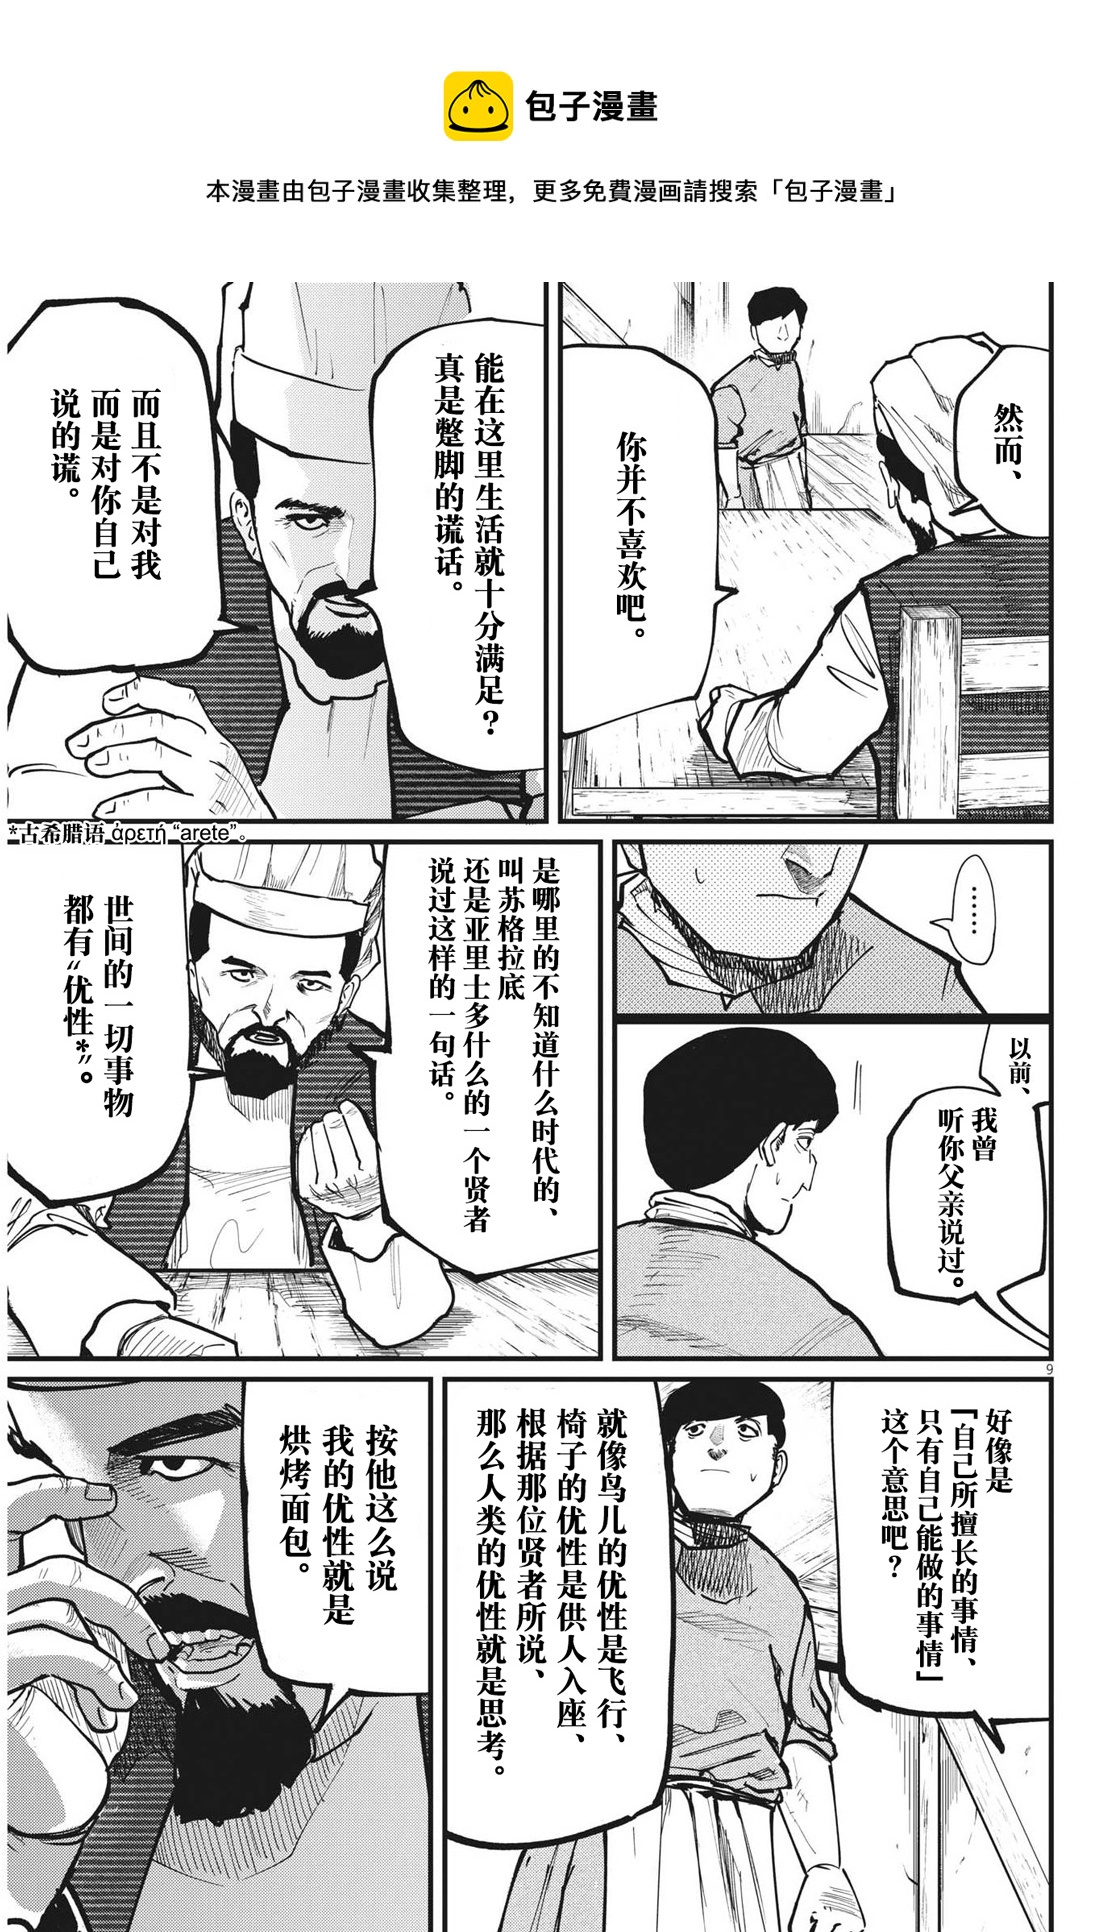 包子漫畫
本漫畫由包子漫畫收集整理，更多免費漫画請搜索「包子漫畫」
然而、
你并不喜欢吧。
能在这里生活就十分满足？
真是蹩脚的谎话。
而且不是对我
而是对你自己
说的谎。
*古希腊语 ἀρετή “arete”。
……
以前、
我曾
听你父亲说过。
是哪里的不知道什么时代的、
叫苏格拉底
还是亚里士多什么的一个贤者
说过这样的一句话。
世间的一切事物
都有“优性*”。
9
好像是
「自己所擅长的事情、
只有自己能做的事情」
这个意思吧？
就像鸟儿的优性是飞行、
椅子的优性是供人入座、
根据那位贤者所说、
那么人类的优性就是思考。
按他这么说
我的优性就是
烘烤面包。